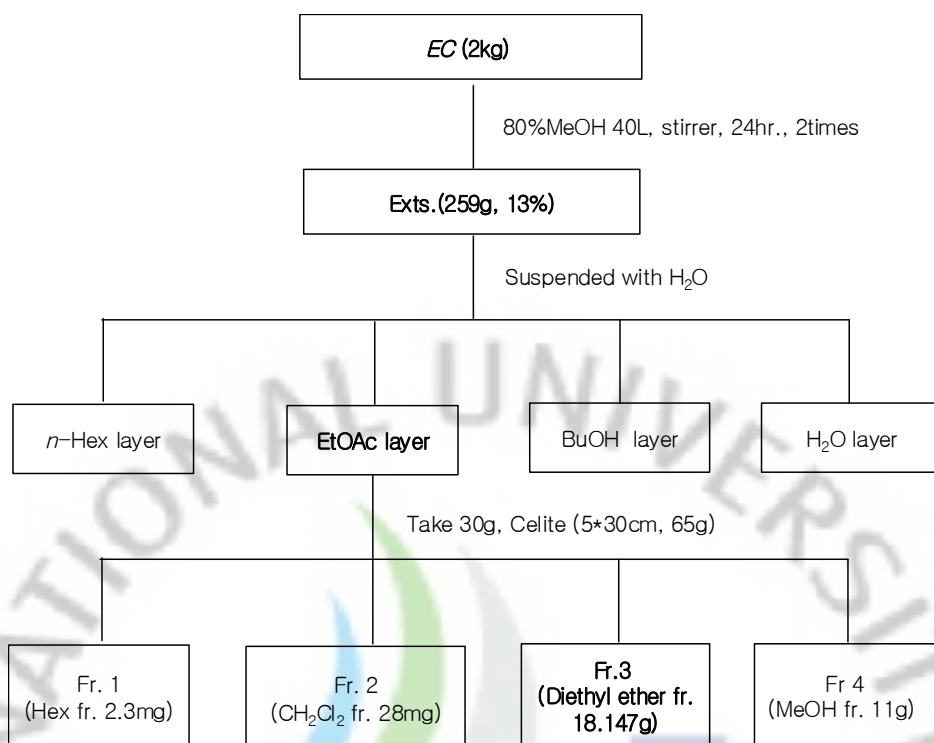 EC (2kg)
80%MeOH 40L, stirrer, 24hr., 2times
Exts.(259g, 13%)
Suspended with H₂O
n-Hex layer
EtOAc layer
BuOH layer
H₂O layer
Take 30g, Celite (5*30cm, 65g)
Fr. 1
(Hex fr. 2.3mg)
Fr. 2
(CH₂Cl₂ fr. 28mg)
Fr.3
(Diethyl ether fr.
18.147g)
Fr 4
(MeOH fr. 11g)
NATIONAL UNIVERSI